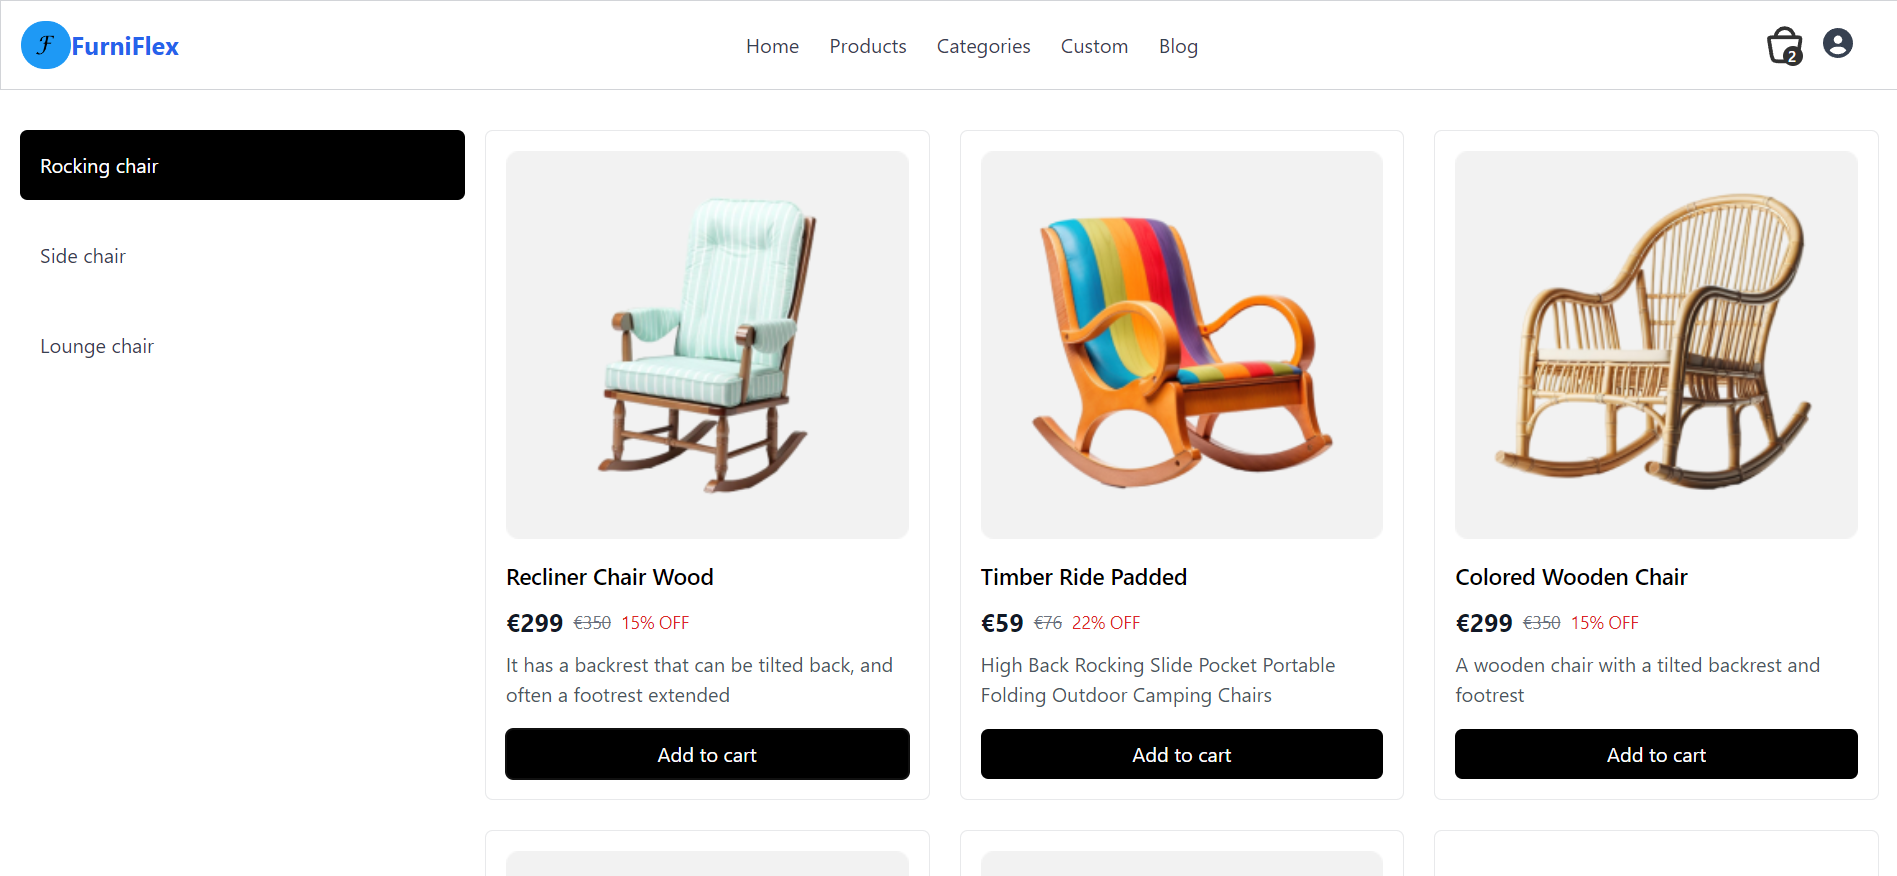 ℱ FurniFlex
Home Products Categories Custom Blog
2
Rocking chair
Side chair
Lounge chair
Recliner Chair Wood
€299 €350 15% OFF
It has a backrest that can be tilted back, and
often a footrest extended
Add to cart
Timber Ride Padded
€59 €76 22% OFF
High Back Rocking Slide Pocket Portable
Folding Outdoor Camping Chairs
Add to cart
Colored Wooden Chair
€299 €350 15% OFF
A wooden chair with a tilted backrest and
footrest
Add to cart